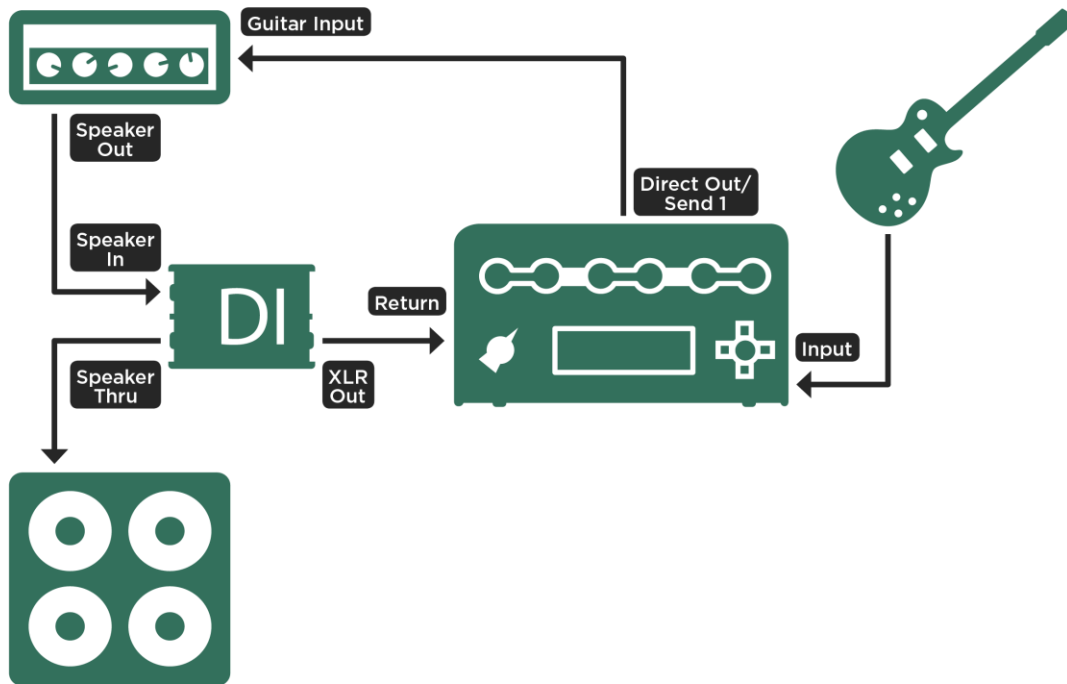 Guitar Input
Speaker
Out
Direct Out/
Send 1
Speaker
In
DI
Return
Input
Speaker
Thru
XLR
Out